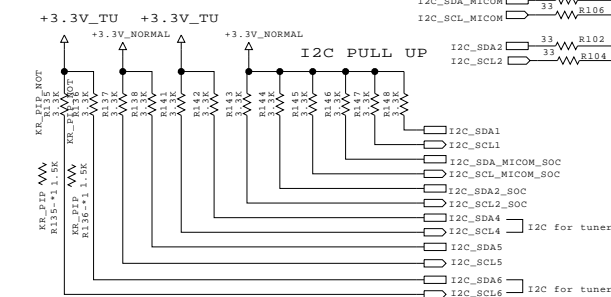 I2C_SDA_MICOM
33 R106
I2C_SCL_MICOM
+3.3V_TU +3.3V_TU
+3.3V_NORMAL +3.3V_NORMAL
I2C PULL UP
33 R102
I2C_SDA2
33 R104
I2C_SCL2
KR_PIP_NOT
R135
3.3K
KR_PIP_NOT
R136
3.3K
R137
3.3K
R138
3.3K
R141
3.3K
R142
3.3K
R143
3.3K
R144
3.3K
R145
3.3K
R146
3.3K
R147
3.3K
R148
3.3K
KR_PIP
R135-*1 1.5K
KR_PIP
R136-*1 1.5K
I2C_SDA1
I2C_SCL1
I2C_SDA_MICOM_SOC
I2C_SCL_MICOM_SOC
I2C_SDA2_SOC
I2C_SCL2_SOC
I2C_SDA4
I2C for tuner
I2C_SCL4
I2C_SDA5
I2C_SCL5
I2C_SDA6
I2C for tuner
I2C_SCL6